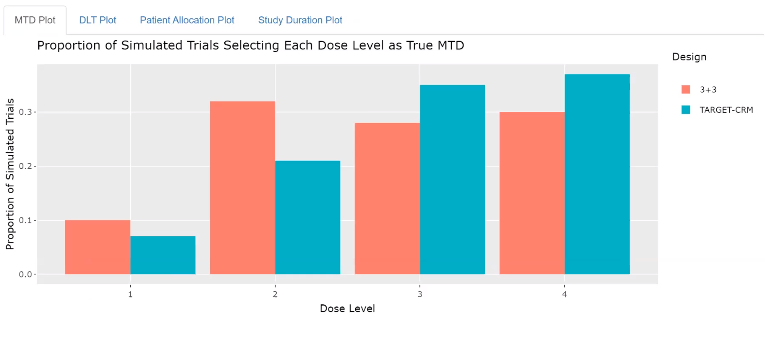 MTD Plot DLT Plot Patient Allocation Plot Study Duration Plot
Proportion of Simulated Trials Selecting Each Dose Level as True MTD
Design
3+3
TARGET-CRM
Proportion of Simulated Trials
0.3
0.2
0.1
0.0
1 2 3 4
Dose Level